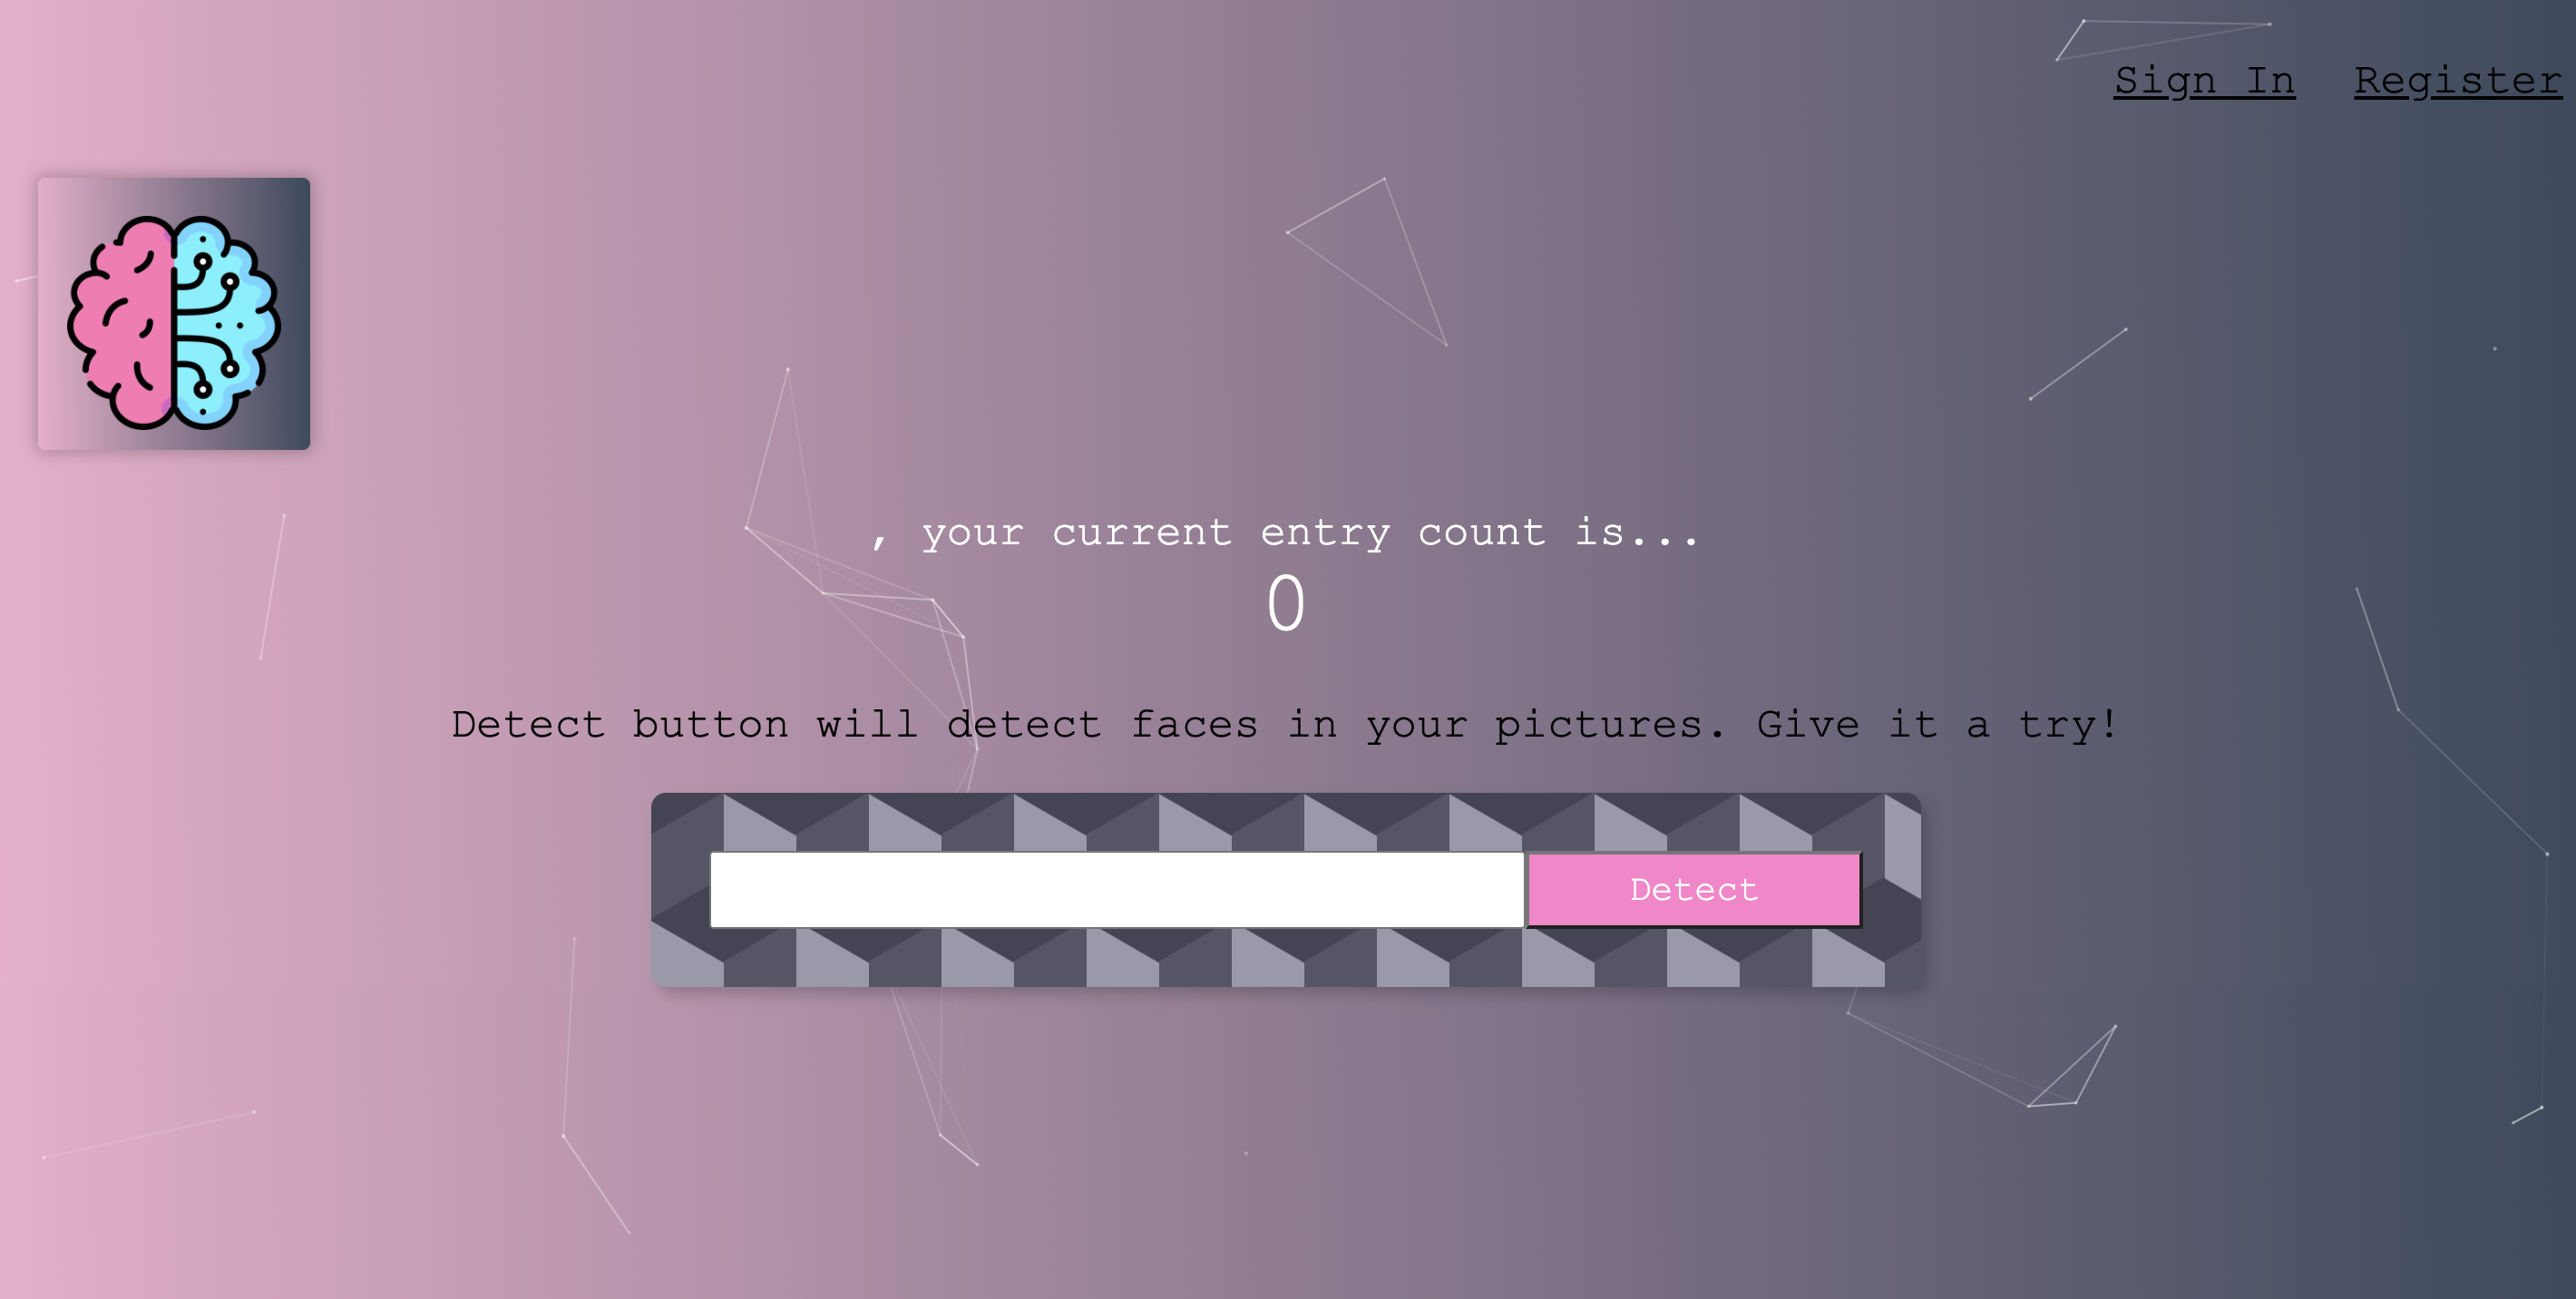 Sign In Register
, your current entry count is...
0
Detect button will detect faces in your pictures. Give it a try!
Detect